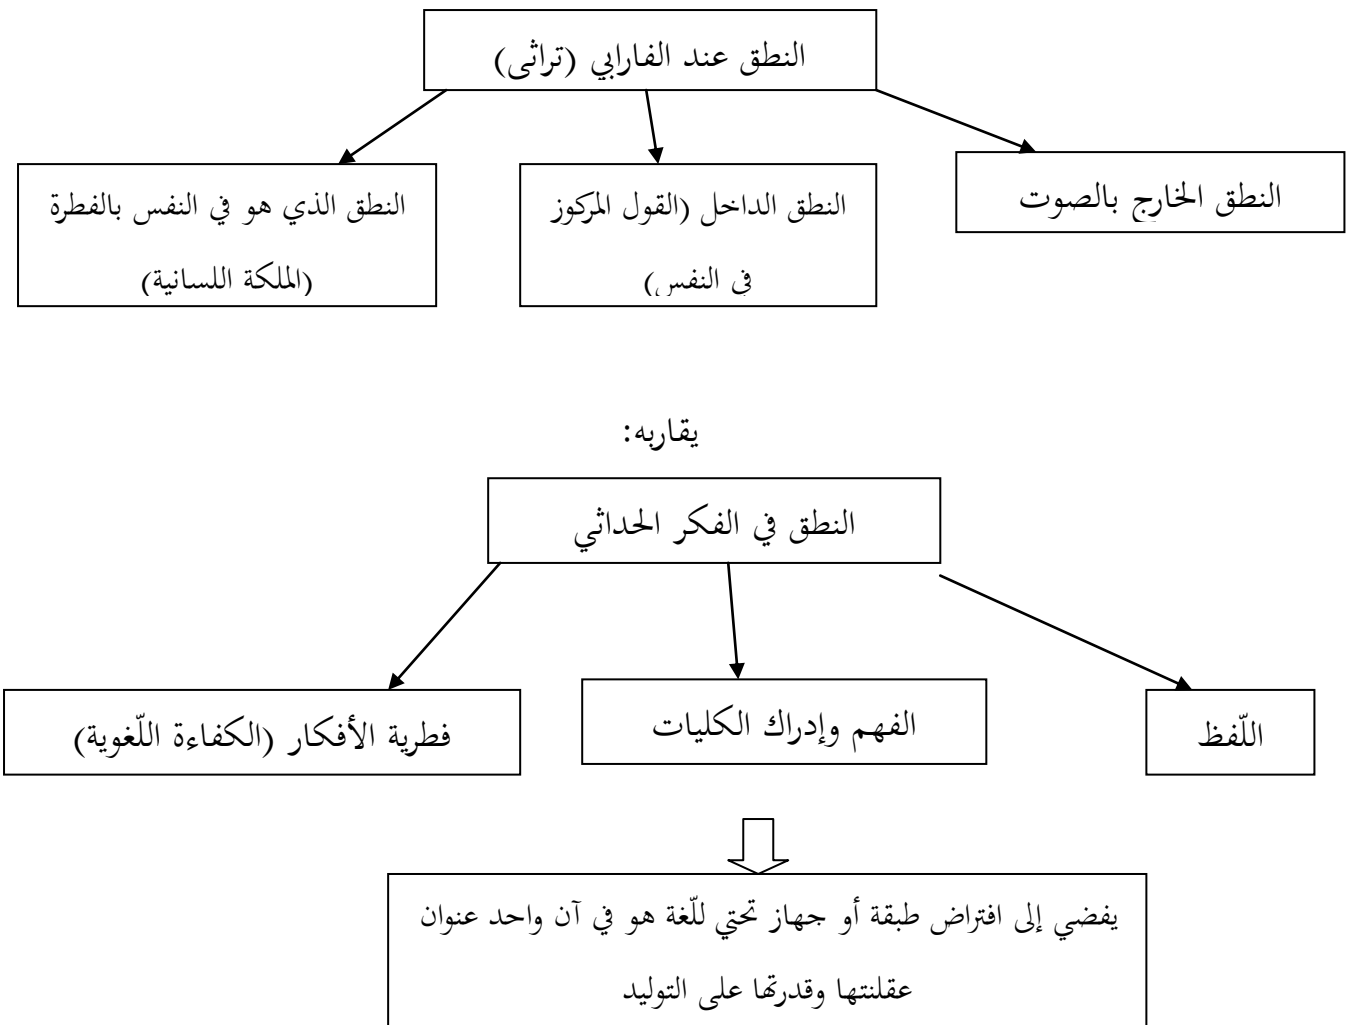 النطق عند الفارابي (تراثي)
النطق الخارج بالصوت
النطق الداخل (القول المركوز
في النفس)
النطق الذي هو في النفس بالفطرة
(الملكة اللسانية)
يقاربه:
النطق في الفكر الحداثي
اللّفظ
الفهم وإدراك الكليات
فطرية الأفكار (الكفاءة اللّغوية)
يفضي إلى افتراض طبقة أو جهاز تحتي للّغة هو في آن واحد عنوان
عقلنتها وقدرتها على التوليد